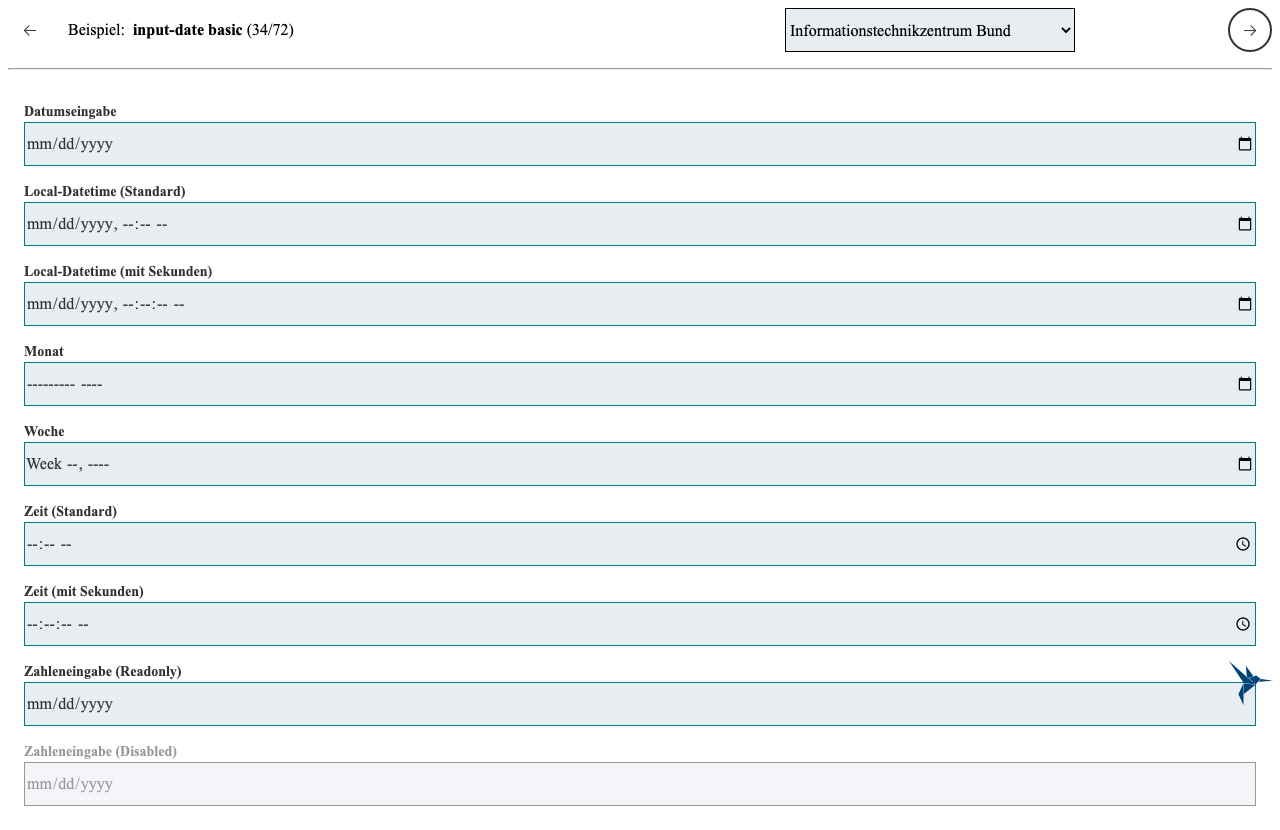 Beispiel: input-date basic (34/72)
Informationstechnikzentrum Bund
Datumseingabe
mm/dd/yyyy
Local-Datetime (Standard)
mm/dd/yyyy, --:-- --
Local-Datetime (mit Sekunden)
mm/dd/yyyy, --:--:-- --
Monat
--------- ----
Woche
Week --, ----
Zeit (Standard)
--:-- --
Zeit (mit Sekunden)
--:--:-- --
Zahleneingabe (Readonly)
mm/dd/yyyy
Zahleneingabe (Disabled)
mm/dd/yyyy